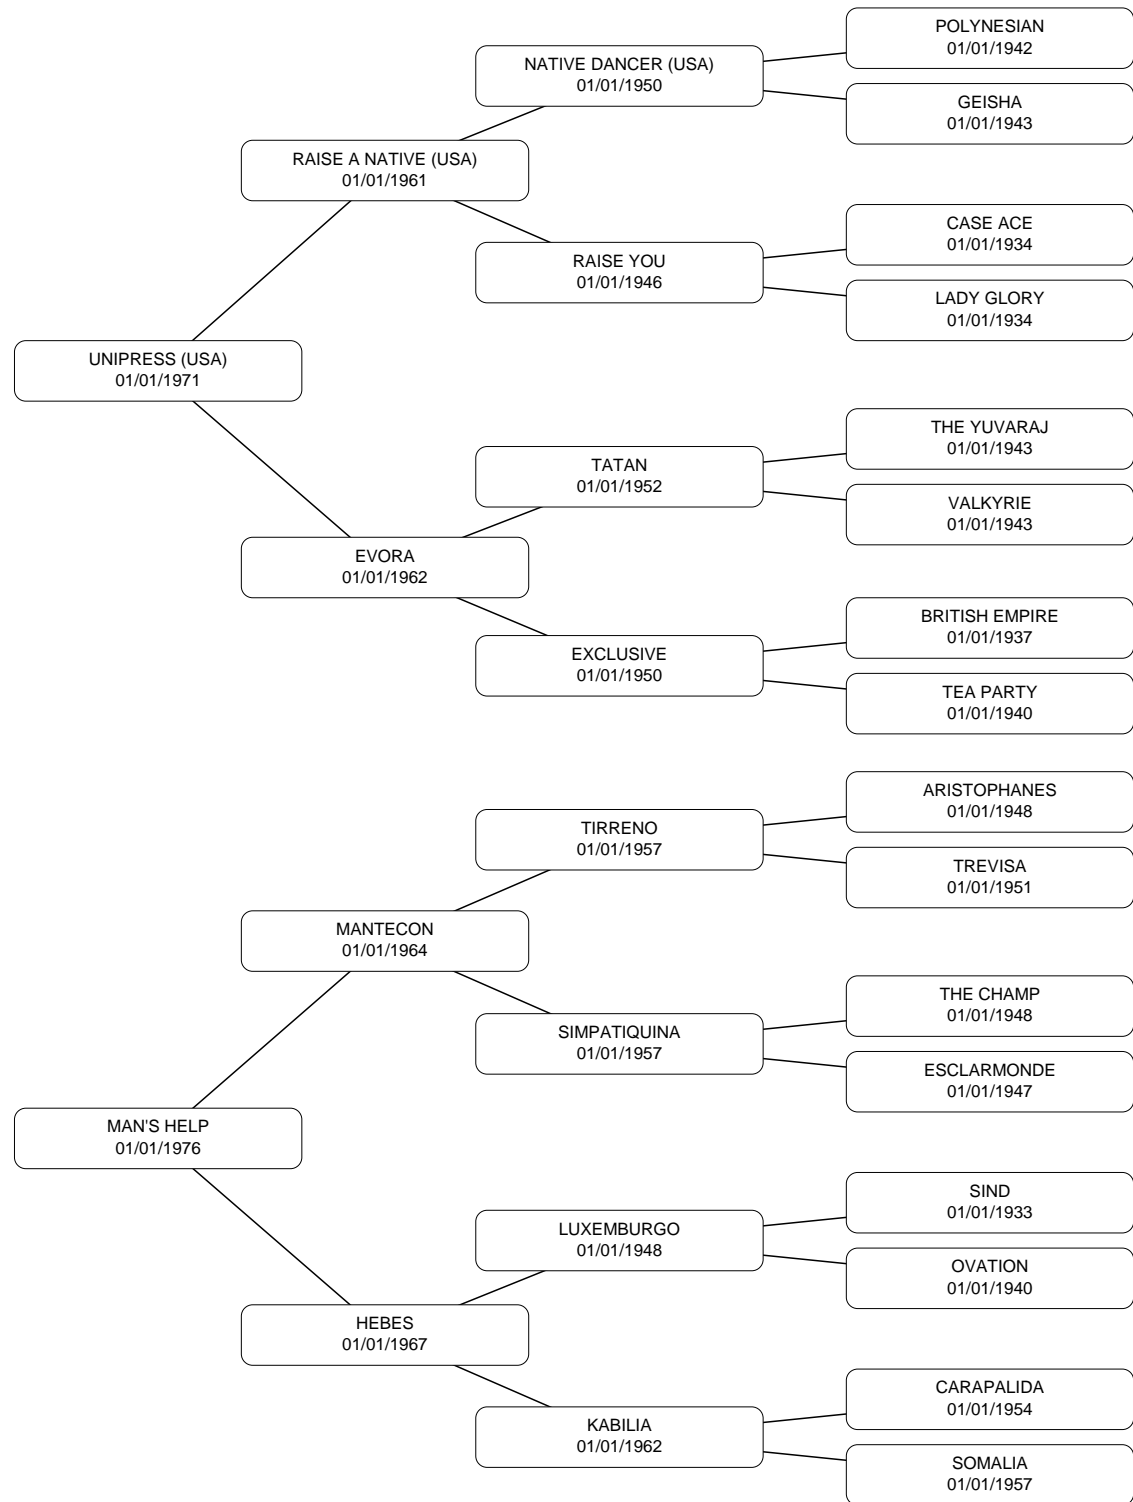 POLYNESIAN
01/01/1942
NATIVE DANCER (USA)
01/01/1950
GEISHA
01/01/1943
RAISE A NATIVE (USA)
01/01/1961
CASE ACE
01/01/1934
RAISE YOU
01/01/1946
LADY GLORY
01/01/1934
UNIPRESS (USA)
01/01/1971
THE YUVARAJ
01/01/1943
TATAN
01/01/1952
VALKYRIE
01/01/1943
EVORA
01/01/1962
BRITISH EMPIRE
01/01/1937
EXCLUSIVE
01/01/1950
TEA PARTY
01/01/1940
ARISTOPHANES
01/01/1948
TIRRENO
01/01/1957
TREVISA
01/01/1951
MANTECON
01/01/1964
THE CHAMP
01/01/1948
SIMPATIQUINA
01/01/1957
ESCLARMONDE
01/01/1947
MAN'S HELP
01/01/1976
SIND
01/01/1933
LUXEMBURGO
01/01/1948
OVATION
01/01/1940
HEBES
01/01/1967
CARAPALIDA
01/01/1954
KABILIA
01/01/1962
SOMALIA
01/01/1957